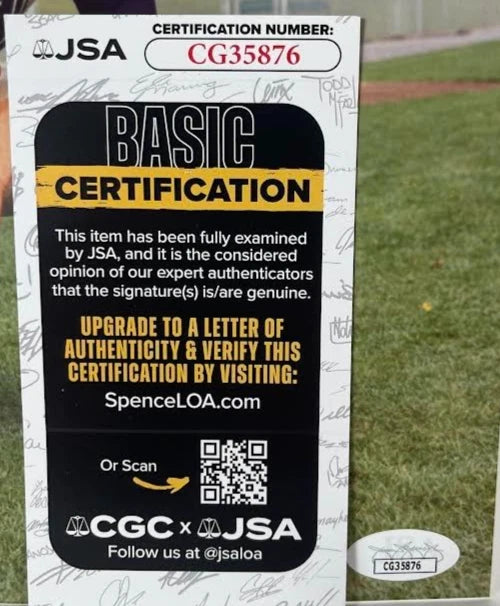 CERTIFICATION NUMBER:
JSA
CG35876
BASIC
CERTIFICATION
This item has been fully examined
by JSA, and it is the considered
opinion of our expert authenticators
that the signature(s) is/are genuine.
UPGRADE TO A LETTER OF
AUTHENTICITY & VERIFY THIS
CERTIFICATION BY VISITING:
SpenceLOA.com
Or Scan
CGC x JSA
Follow us at @jsaloa
CG35876